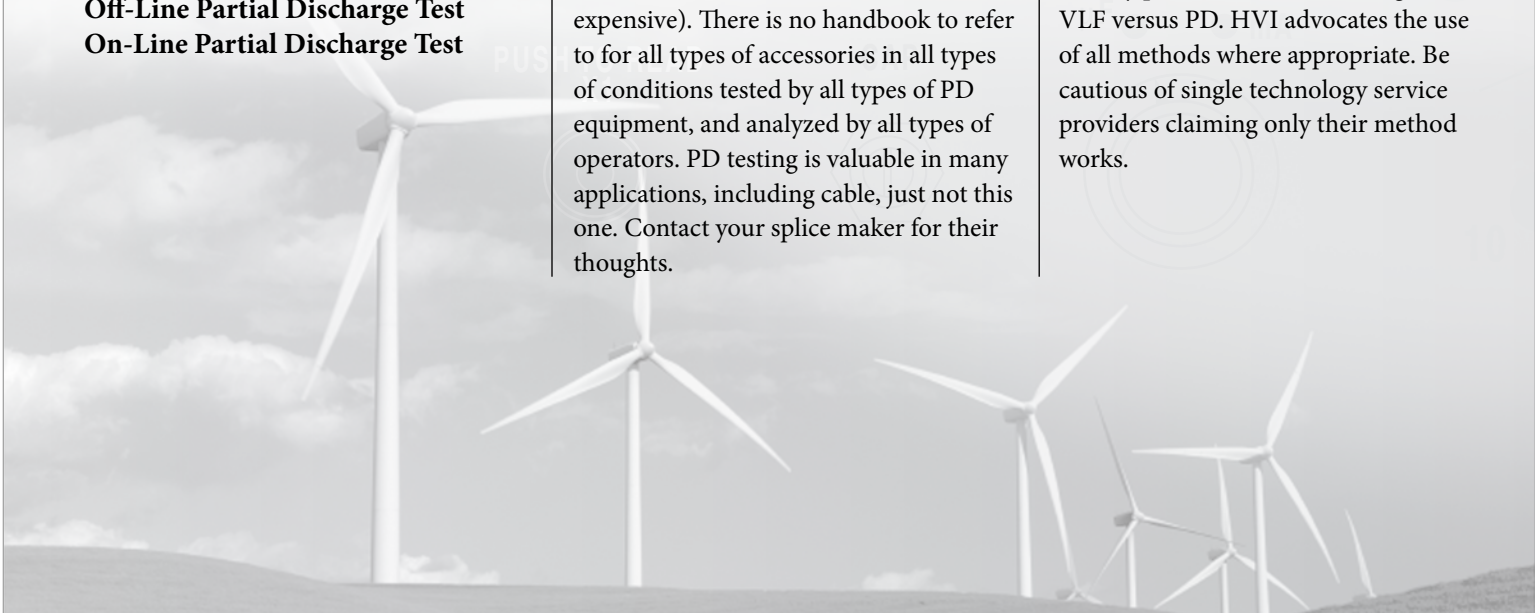 Off-Line Partial Discharge Test
On-Line Partial Discharge Test
expensive). There is no handbook to refer
to for all types of accessories in all types
of conditions tested by all types of PD
equipment, and analyzed by all types of
operators. PD testing is valuable in many
applications, including cable, just not this
one. Contact your splice maker for their
thoughts.
VLF versus PD. HVI advocates the use
of all methods where appropriate. Be
cautious of single technology service
providers claiming only their method
works.